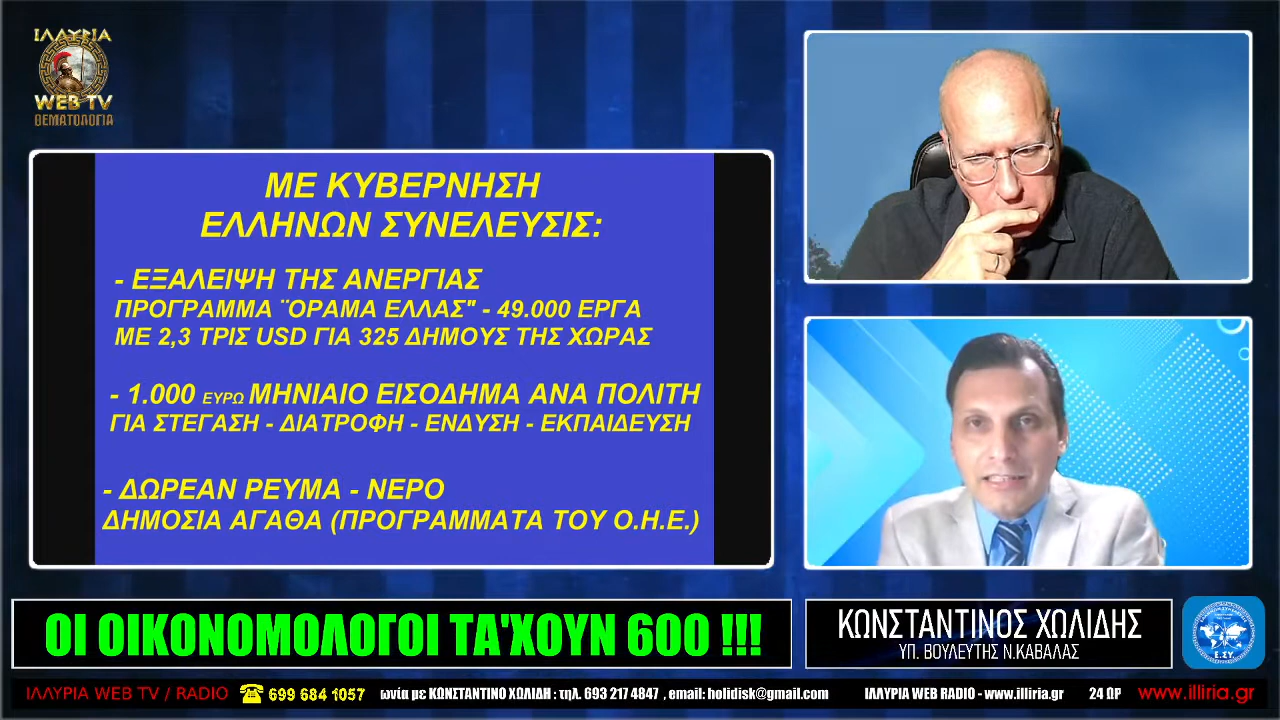 ΙΛΛΥΡΙΑ
WEB TV
ΘΕΜΑΤΟΛΟΓΙΑ
ΜΕ ΚΥΒΕΡΝΗΣΗ
ΕΛΛΗΝΩΝ ΣΥΝΕΛΕΥΣΙΣ:
- ΕΞΑΛΕΙΨΗ ΤΗΣ ΑΝΕΡΓΙΑΣ
ΠΡΟΓΡΑΜΜΑ ¨ΟΡΑΜΑ ΕΛΛΑΣ" - 49.000 ΕΡΓΑ
ΜΕ 2,3 ΤΡΙΣ USD ΓΙΑ 325 ΔΗΜΟΥΣ ΤΗΣ ΧΩΡΑΣ
- 1.000 ΕΥΡΩ ΜΗΝΙΑΙΟ ΕΙΣΟΔΗΜΑ ΑΝΑ ΠΟΛΙΤΗ
ΓΙΑ ΣΤΕΓΑΣΗ - ΔΙΑΤΡΟΦΗ - ΕΝΔΥΣΗ - ΕΚΠΑΙΔΕΥΣΗ
- ΔΩΡΕΑΝ ΡΕΥΜΑ - ΝΕΡΟ
ΔΗΜΟΣΙΑ ΑΓΑΘΑ (ΠΡΟΓΡΑΜΜΑΤΑ ΤΟΥ Ο.Η.Ε.)
ΟΙ ΟΙΚΟΝΟΜΟΛΟΓΟΙ ΤΑ'ΧΟΥΝ 600 !!!
ΚΩΝΣΤΑΝΤΙΝΟΣ ΧΩΛΙΔΗΣ
ΥΠ. ΒΟΥΛΕΥΤΗΣ Ν.ΚΑΒΑΛΑΣ
Ε.ΣΥ.
ΙΛΛΥΡΙΑ WEB TV / RADIO 699 684 1057 ωνία με ΚΩΝΣΤΑΝΤΙΝΟ ΧΩΛΙΔΗ : τηλ. 693 217 4847 , email: holidisk@gmail.com ΙΛΛΥΡΙΑ WEB RADIO - www.illiria.gr 24 ΩΡ www.illiria.gr